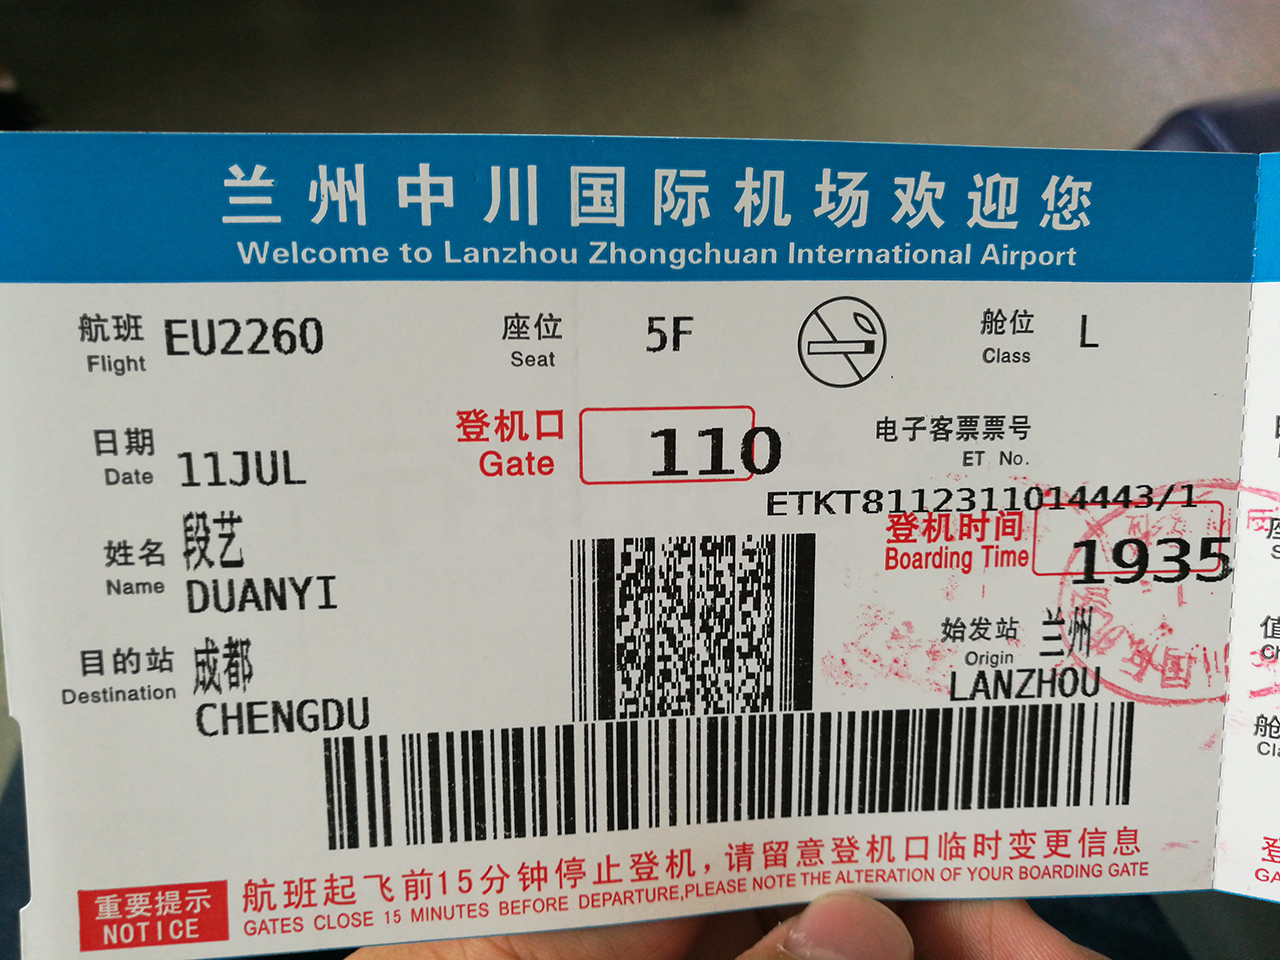 兰州中川国际机场欢迎您
Welcome to Lanzhou Zhongchuan International Airport
航班 EU2260
Flight
座位 5F
Seat
舱位 L
Class
日期 11JUL
Date
登机口 110
Gate
电子客票票号
ET No.
ETKT8112311014443/1
姓名 段艺
Name DUANYI
登机时间 1935
Boarding Time
目的站 成都
Destination CHENGDU
始发站 兰州
Origin LANZHOU
重要提示
NOTICE
航班起飞前15分钟停止登机，请留意登机口临时变更信息
GATES CLOSE 15 MINUTES BEFORE DEPARTURE,PLEASE NOTE THE ALTERATION OF YOUR BOARDING GATE